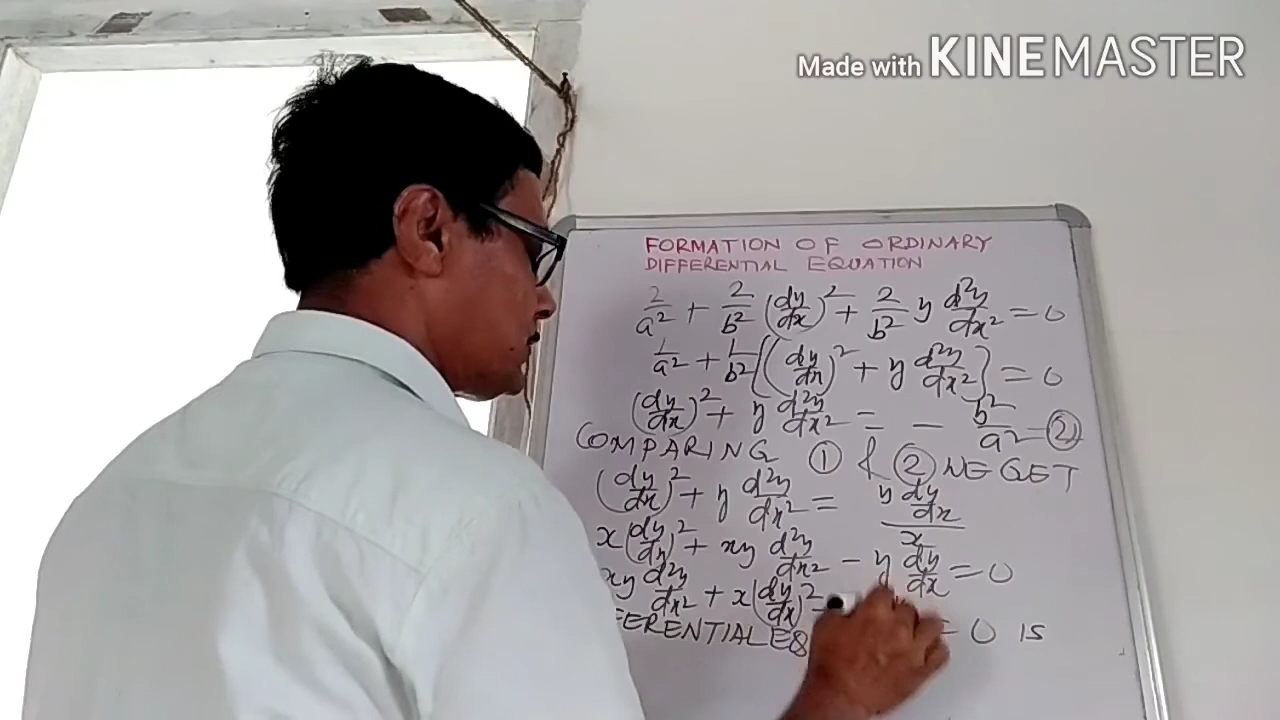 Made with KINEMASTER
FORMATION OF ORDINARY
DIFFERENTIAL EQUATION
2/a² + 2/b² (dy/dx)² + 2/b² y d²y/dx² = 0
1/a² + 1/b² {(dy/dx)² + y d²y/dx²} = 0
(dy/dx)² + y d²y/dx² = - b²/a² - ②
COMPARING ① & ② WE GET
(dy/dx)² + y d²y/dx² = y dy/dx / x
x(dy/dx)² + xy d²y/dx² - y dy/dx = 0
xy d²y/dx² + x(dy/dx)² - = 0 IS
FERENTIAL